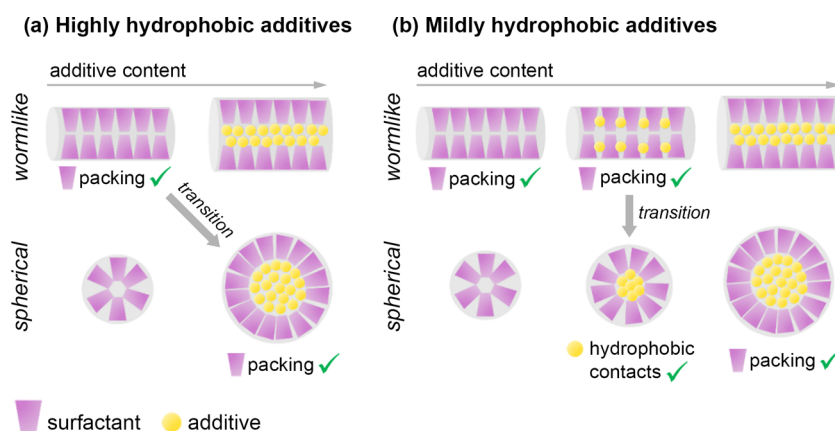 (a) Highly hydrophobic additives
additive content
wormlike
packing ✓
transition
spherical
packing ✓
surfactant
additive
(b) Mildly hydrophobic additives
additive content
wormlike
packing ✓
packing ✓
packing ✓
transition
spherical
hydrophobic
contacts ✓
packing ✓